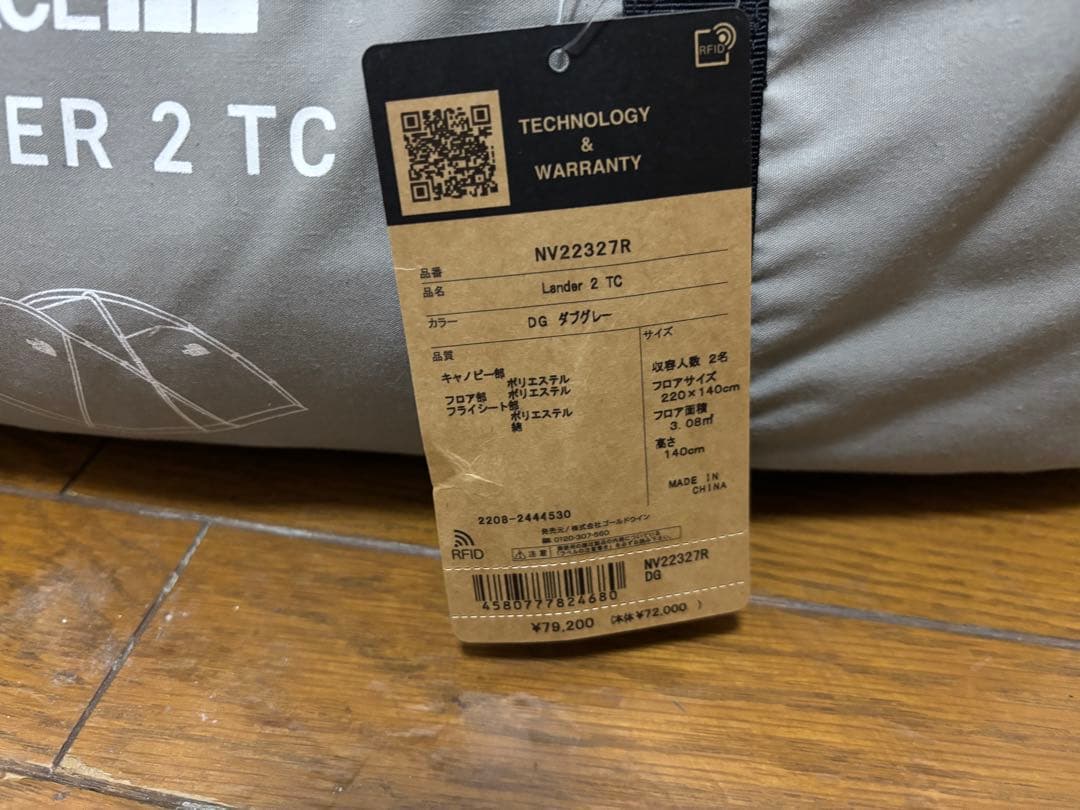 ACE
ER 2 TC
RFID
TECHNOLOGY
&
WARRANTY
品番 NV22327R
品名 Lander 2 TC
カラー DG ダブグレー
品質
キャノピー部
ポリエステル
フロア部 ポリエステル
フライシート部
ポリエステル
綿
サイズ
収容人数 2名
フロアサイズ
220×140cm
フロア面積
3.08㎡
高さ
140cm
MADE IN
CHINA
2208-2444530
発売元/株式会社ゴールドウイン
☎0120-307-560
RFID
⚠注意
NV22327R
DG
4580777824680
¥79,200 (本体¥72,000 )